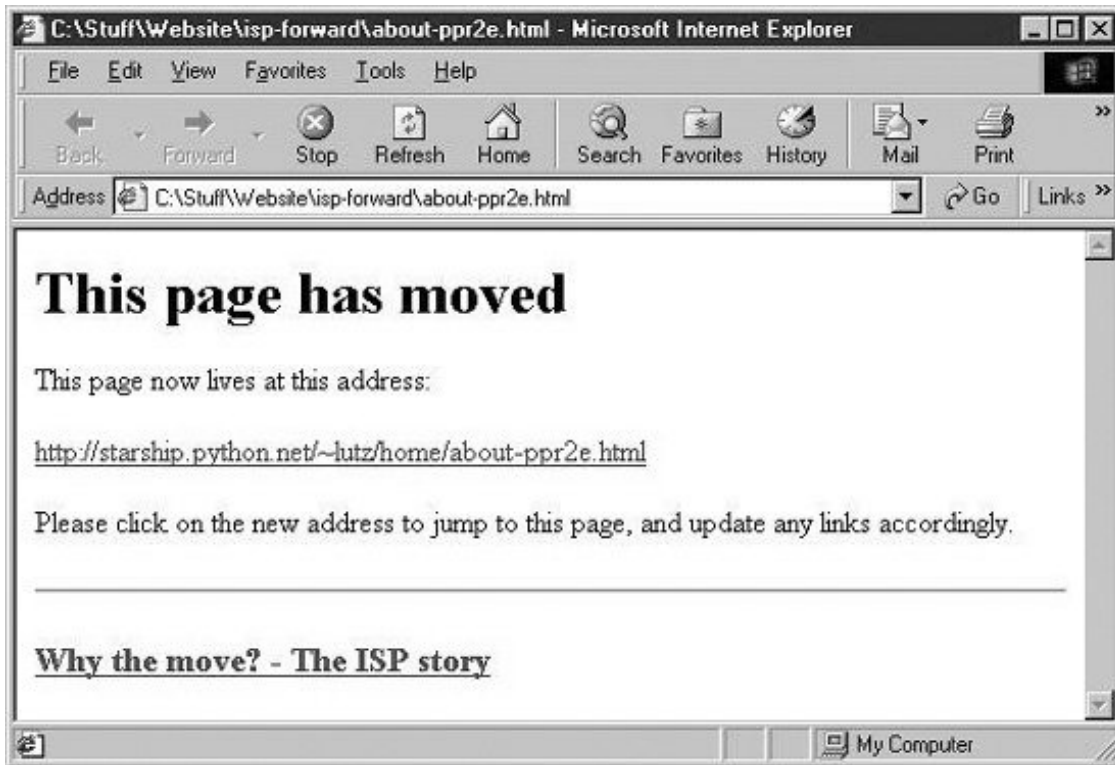 C:\Stuff\Website\isp-forward\about-ppr2e.html - Microsoft Internet Explorer
File Edit View Favorites Tools Help
Back Forward Stop Refresh Home Search Favorites History Mail Print »
Address C:\Stuff\Website\isp-forward\about-ppr2e.html Go Links »
This page has moved
This page now lives at this address:
http://starship.python.net/~lutz/home/about-ppr2e.html
Please click on the new address to jump to this page, and update any links accordingly.
Why the move? - The ISP story
My Computer